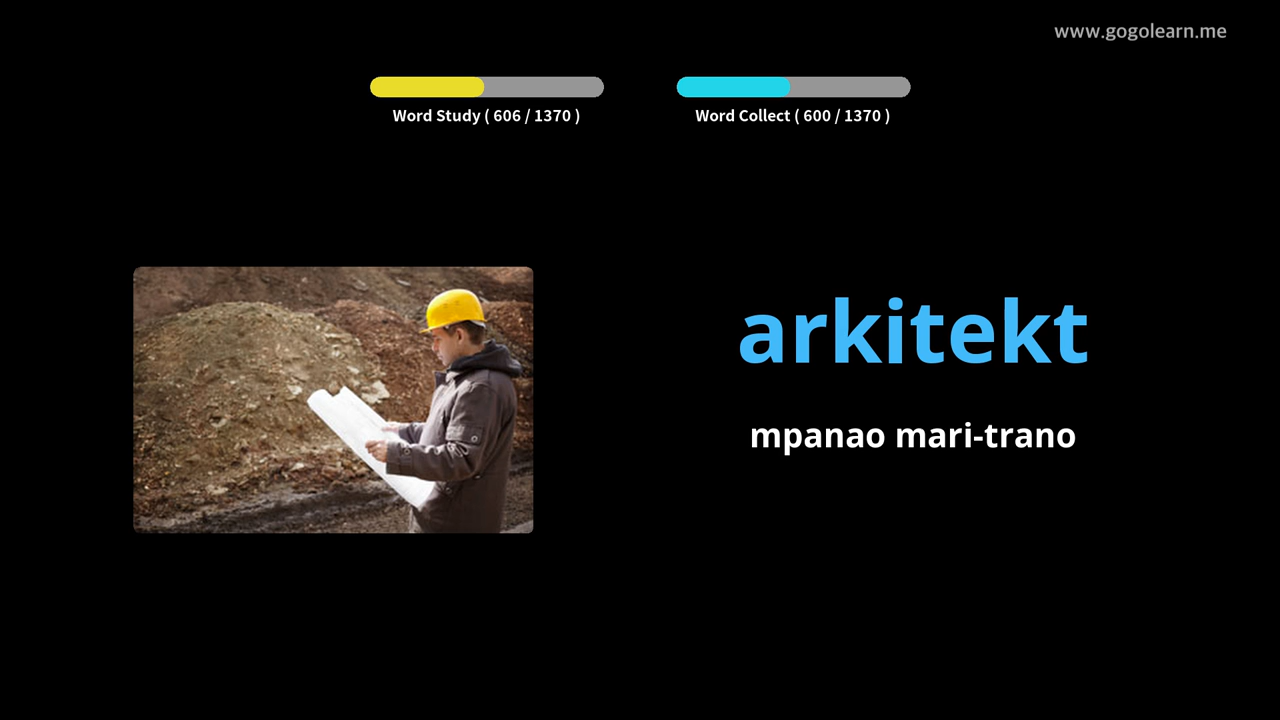 www.gogolearn.me
Word Study ( 606 / 1370 )
Word Collect ( 600 / 1370 )
arkitekt
mpanao mari-trano